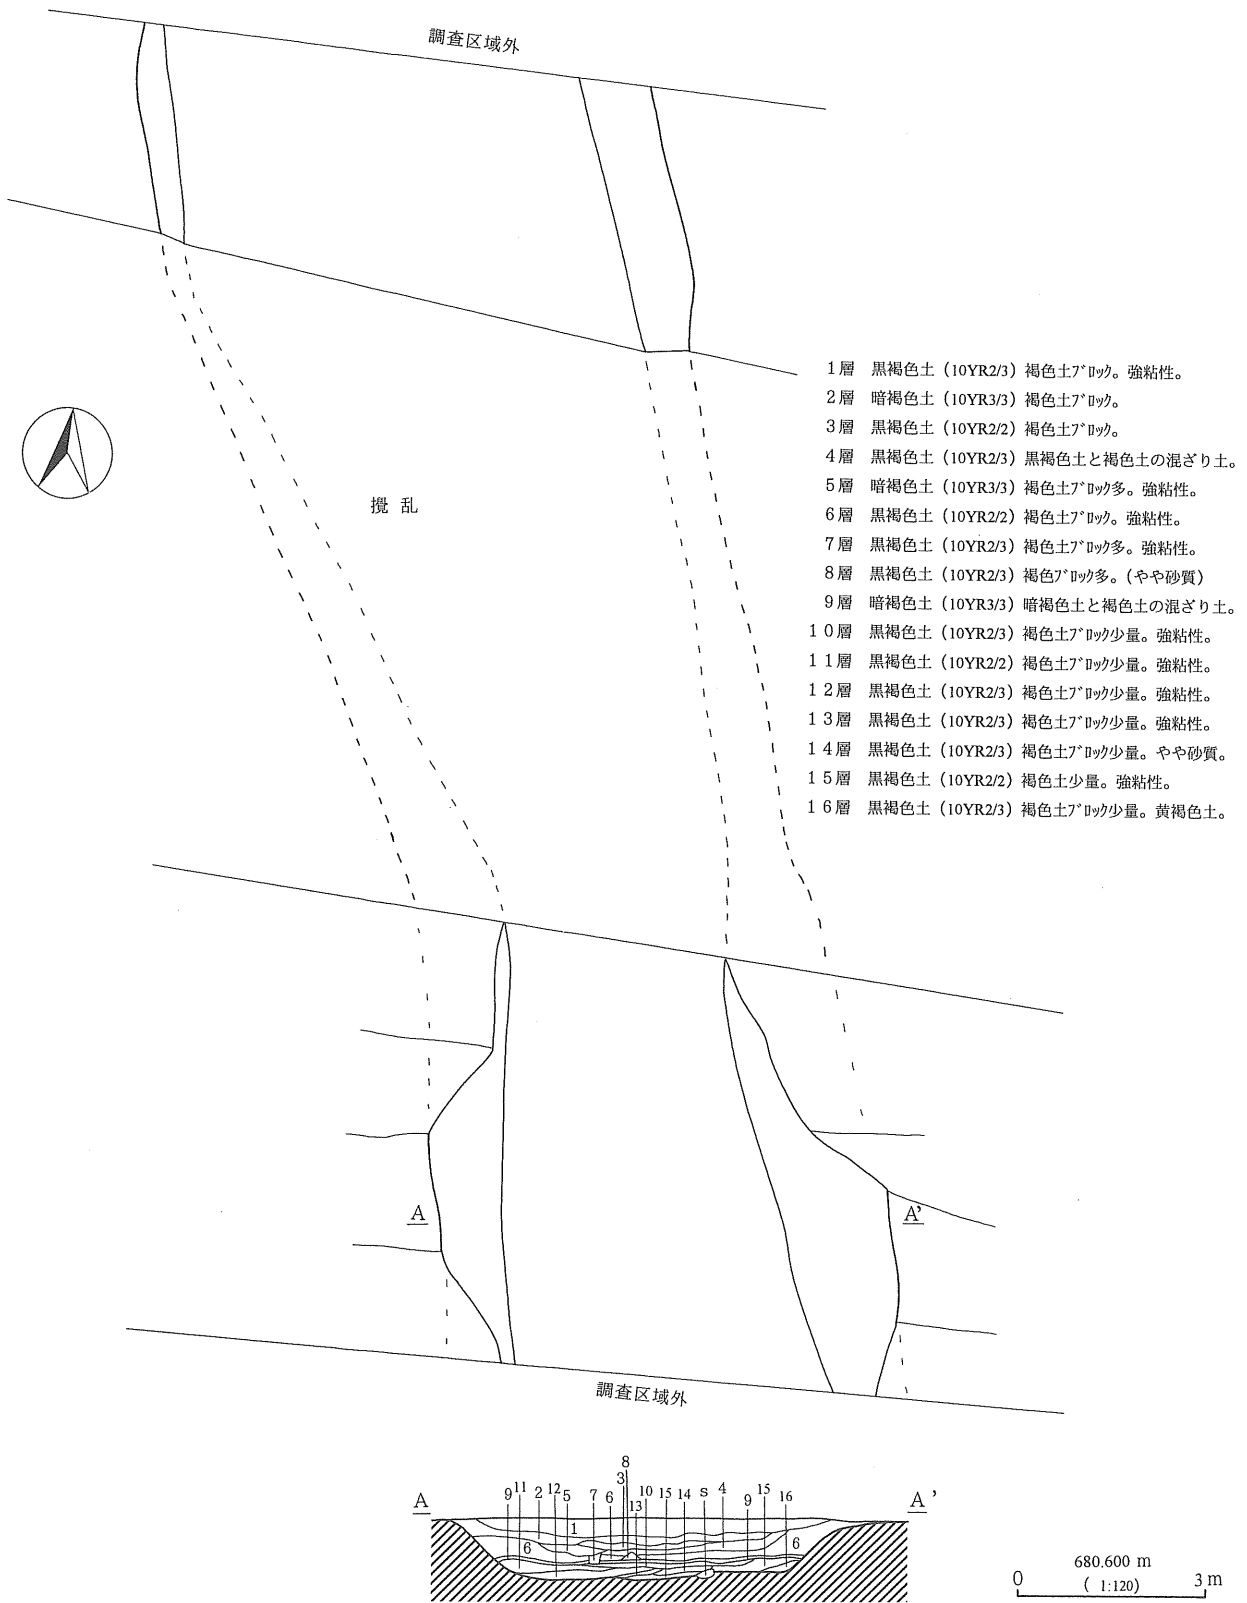 調査区域外
1層 黒褐色土（10YR2/3）褐色土ﾌﾞﾛｯｸ。強粘性。
2層 暗褐色土（10YR3/3）褐色土ﾌﾞﾛｯｸ。
3層 黒褐色土（10YR2/2）褐色土ﾌﾞﾛｯｸ。
4層 黒褐色土（10YR2/3）黒褐色土と褐色土の混ざり土。
5層 暗褐色土（10YR3/3）褐色土ﾌﾞﾛｯｸ多。強粘性。
6層 黒褐色土（10YR2/2）褐色土ﾌﾞﾛｯｸ。強粘性。
7層 黒褐色土（10YR2/3）褐色土ﾌﾞﾛｯｸ多。強粘性。
8層 黒褐色土（10YR2/3）褐色ﾌﾞﾛｯｸ多。（やや砂質）
9層 暗褐色土（10YR3/3）暗褐色土と褐色土の混ざり土。
10層 黒褐色土（10YR2/3）褐色土ﾌﾞﾛｯｸ少量。強粘性。
11層 黒褐色土（10YR2/2）褐色土ﾌﾞﾛｯｸ少量。強粘性。
12層 黒褐色土（10YR2/3）褐色土ﾌﾞﾛｯｸ少量。強粘性。
13層 黒褐色土（10YR2/3）褐色土ﾌﾞﾛｯｸ少量。強粘性。
14層 黒褐色土（10YR2/3）褐色土ﾌﾞﾛｯｸ少量。やや砂質。
15層 黒褐色土（10YR2/2）褐色土少量。強粘性。
16層 黒褐色土（10YR2/3）褐色土ﾌﾞﾛｯｸ少量。黄褐色土。
攪乱
A A'
調査区域外
8
A 9 11 2 12 5 7 6 3 13 10 15 14 s 4 9 15 16 A'
1
6 6
680.600 m
0 (1:120) 3m